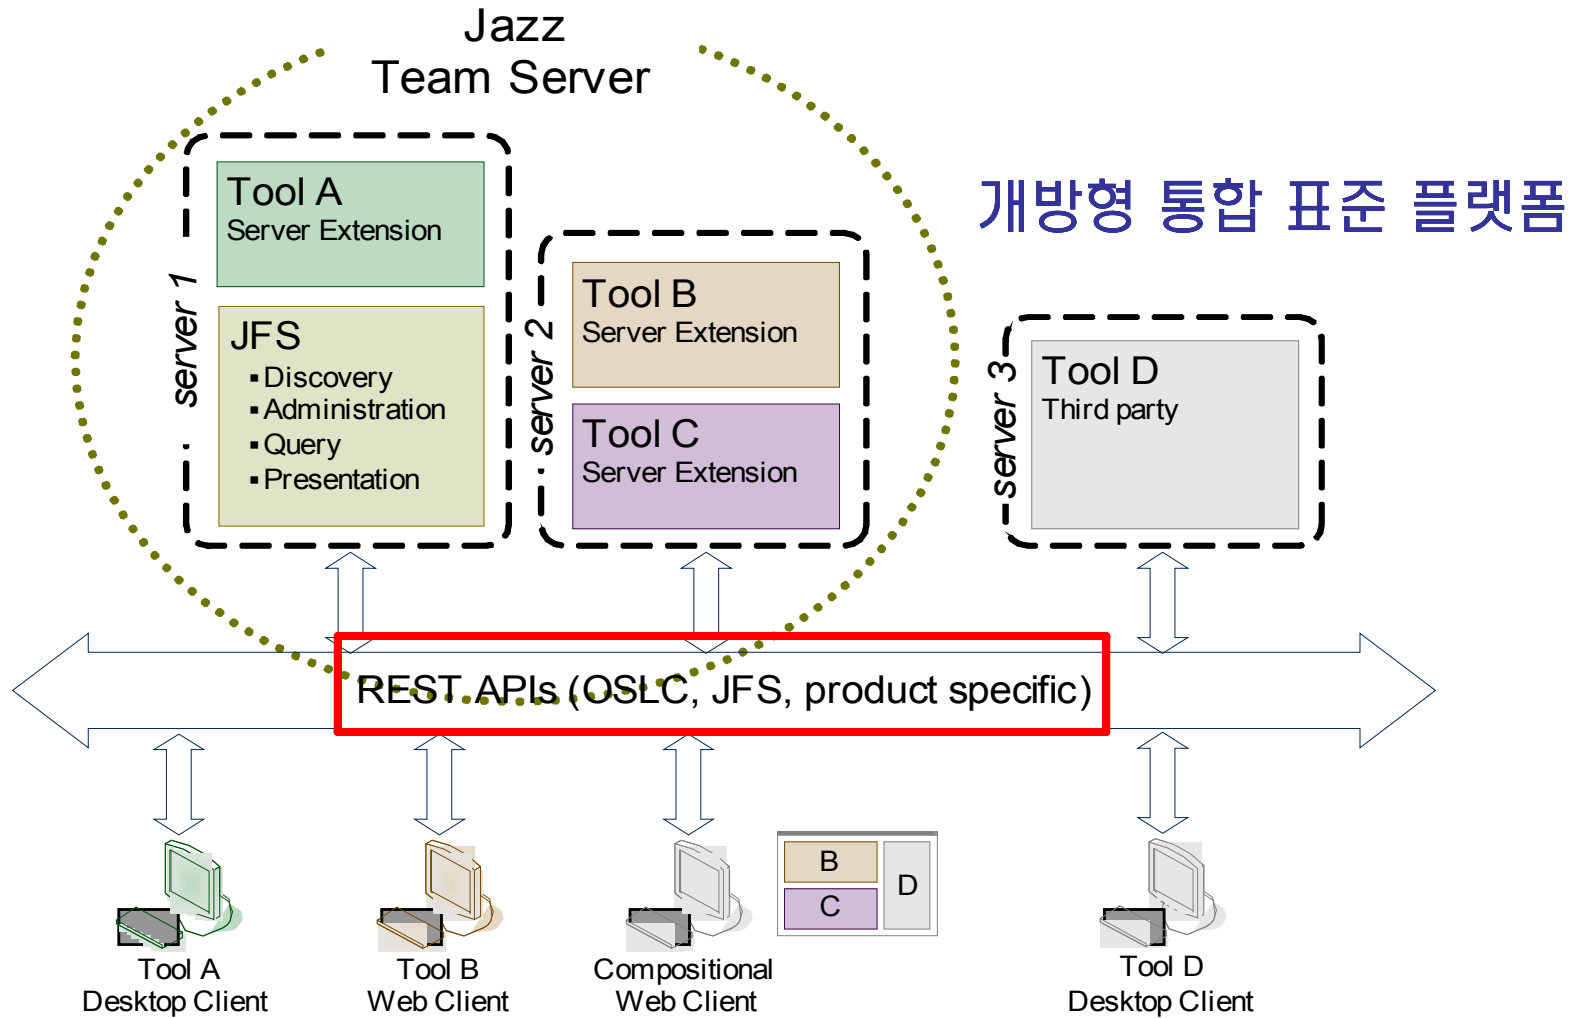 Jazz
Team Server
개방형 통합 표준 플랫폼
server 1
Tool A
Server Extension
JFS
▪ Discovery
▪ Administration
▪ Query
▪ Presentation
server 2
Tool B
Server Extension
Tool C
Server Extension
server 3
Tool D
Third party
REST APIs (OSLC, JFS, product specific)
B
C
D
Tool A
Desktop Client
Tool B
Web Client
Compositional
Web Client
Tool D
Desktop Client